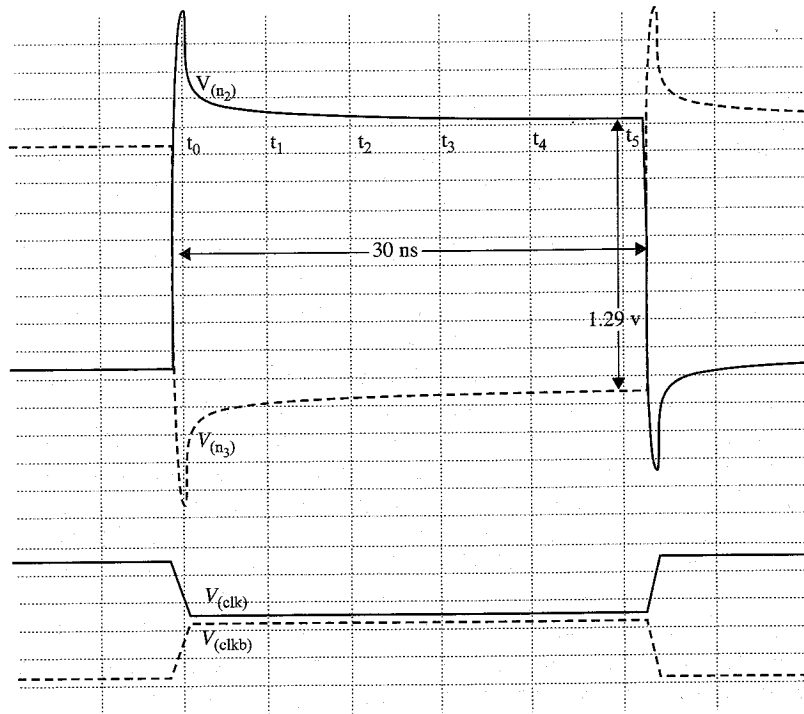 V(n₂)
t₀ t₁ t₂ t₃ t₄ t₅
30 ns
1.29 v
V(n₃)
V(clk)
V(clkb)